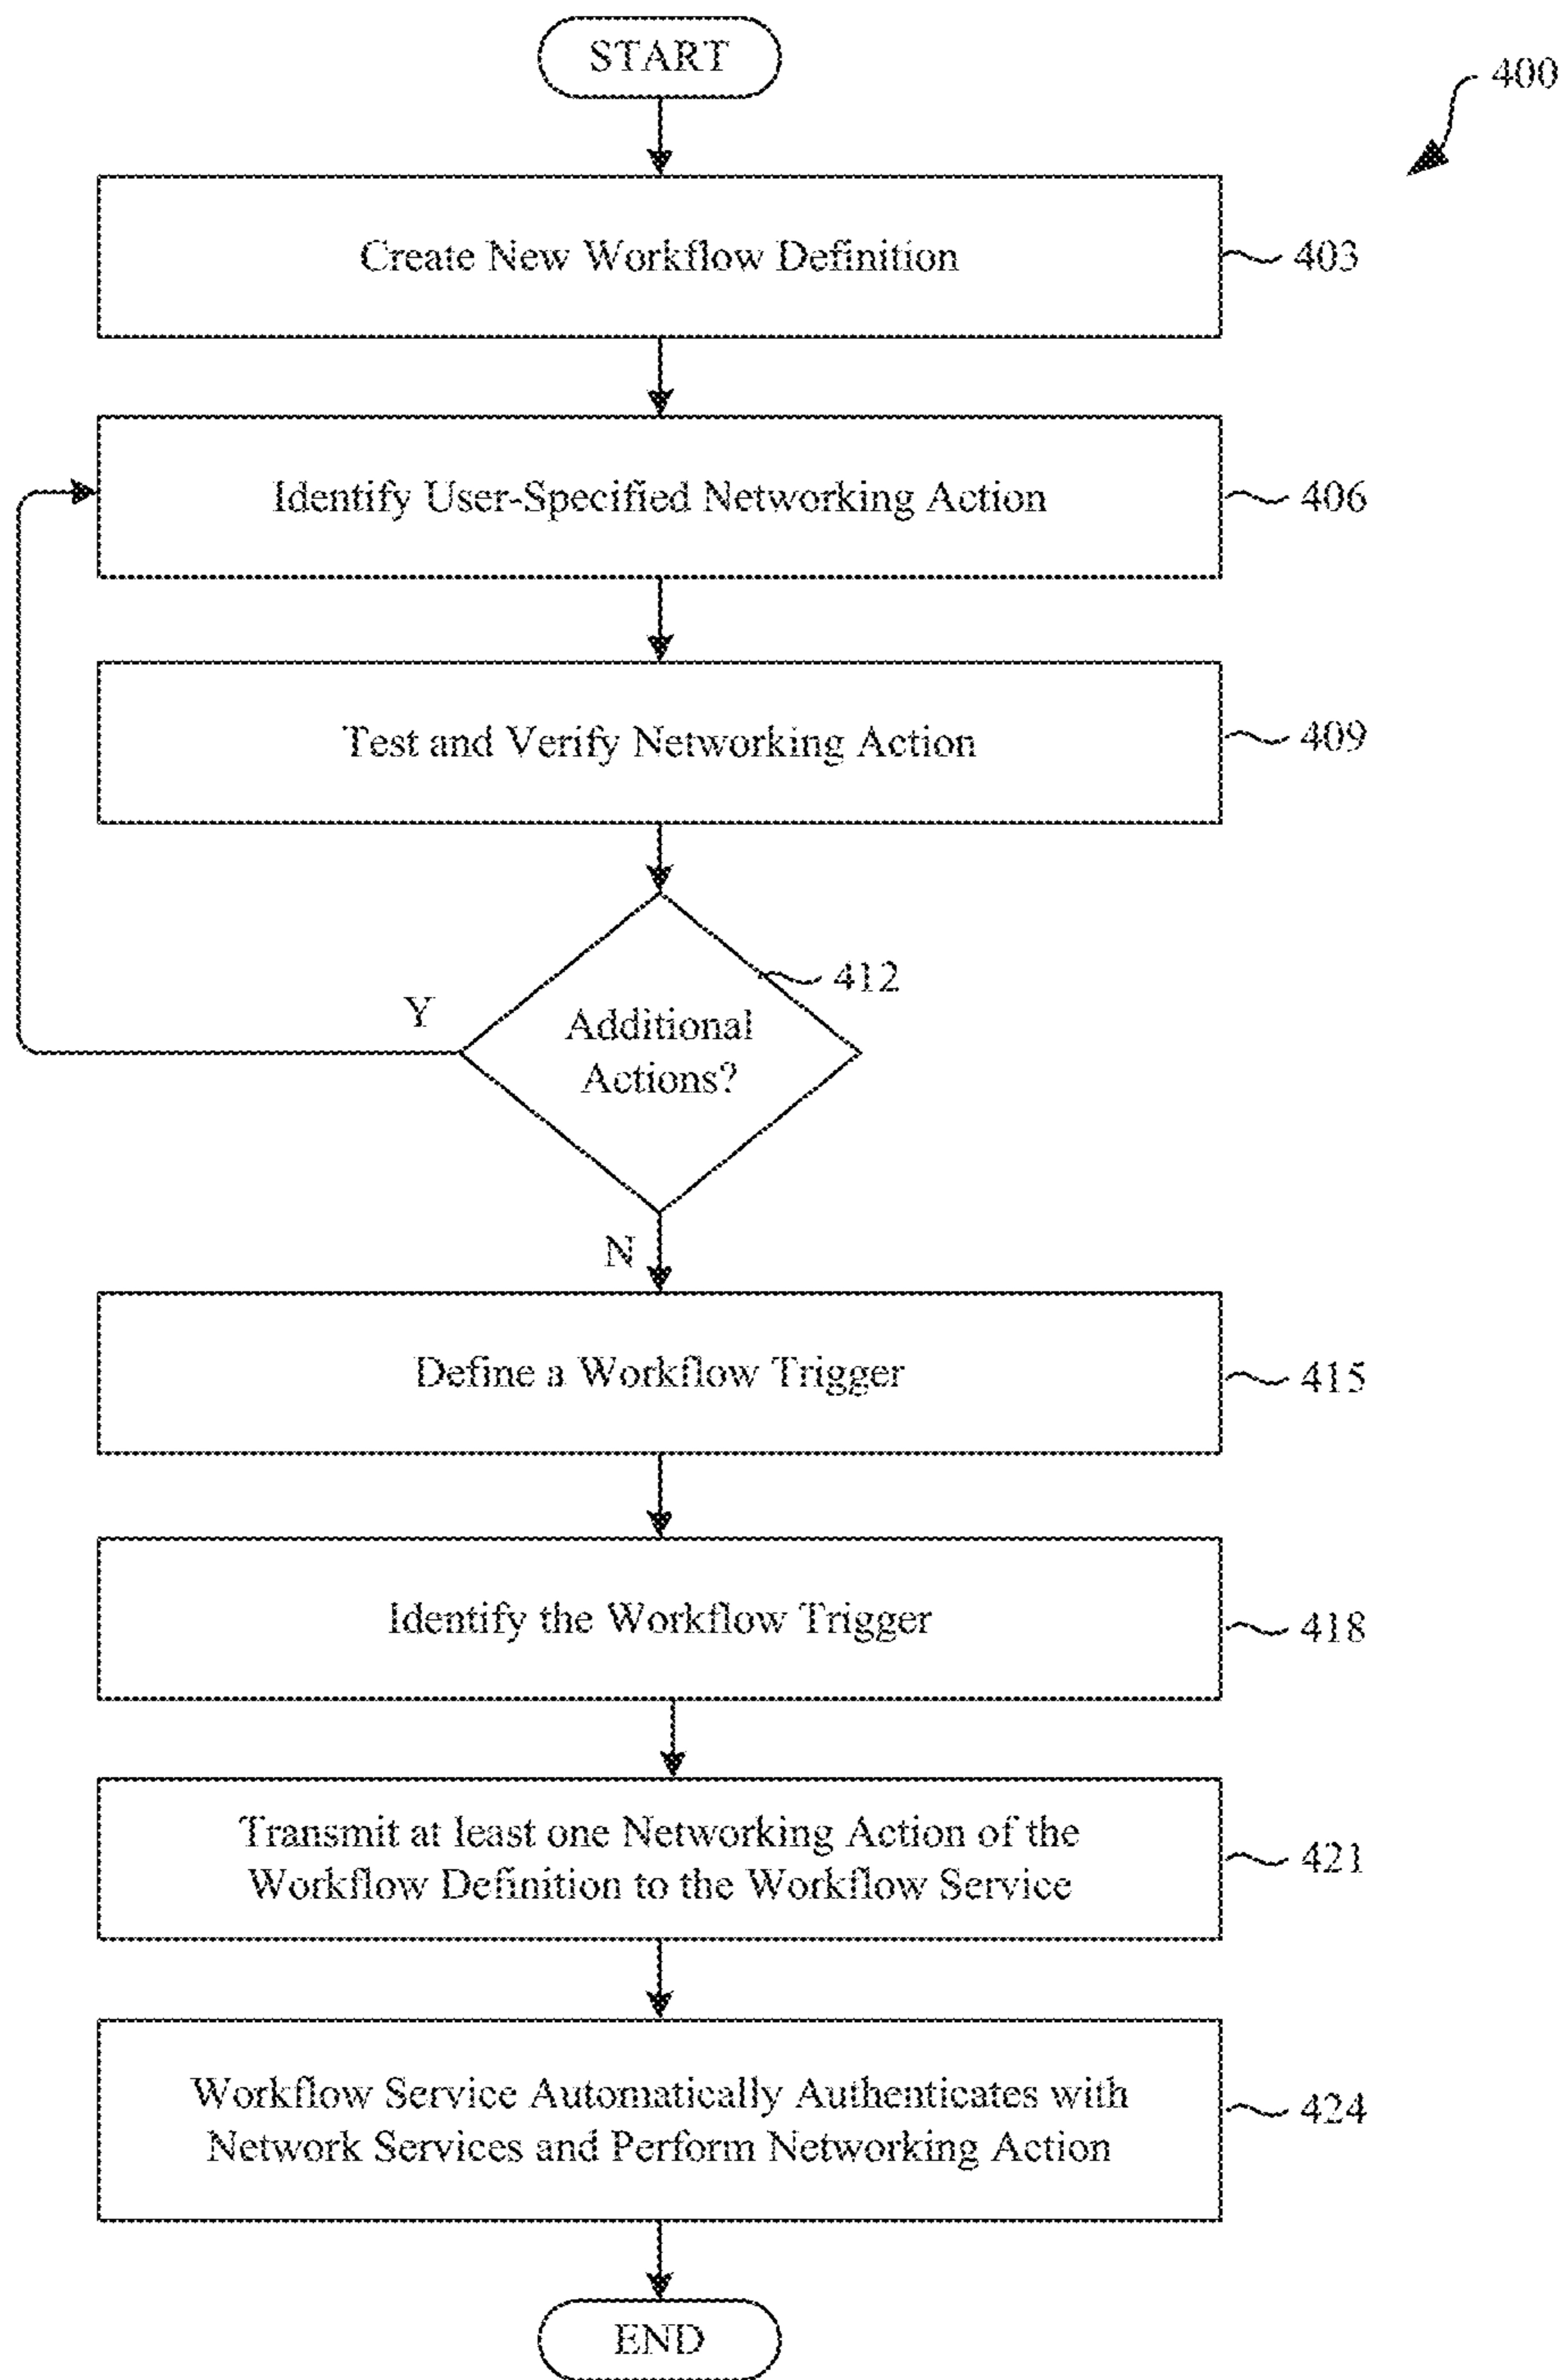 START
400
Create New Workflow Definition
403
Identify User-Specified Networking Action
406
Test and Verify Networking Action
409
412
Y
Additional
Actions?
N
Define a Workflow Trigger
415
Identify the Workflow Trigger
418
Transmit at least one Networking Action of the
Workflow Definition to the Workflow Service
421
Workflow Service Automatically Authenticates with
Network Services and Perform Networking Action
424
END